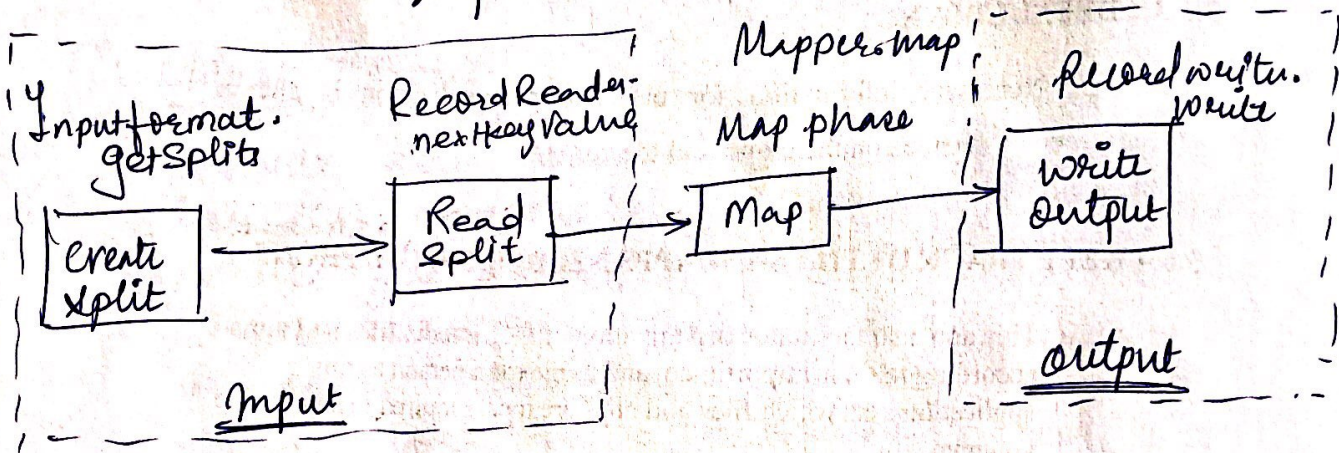 Inputformat.
getSplits
RecordReader.
nextKeyValue
Mapper.map
Map phase
Recordwriter.
write
Create
split
Read
split
Map
write
output
Input
output